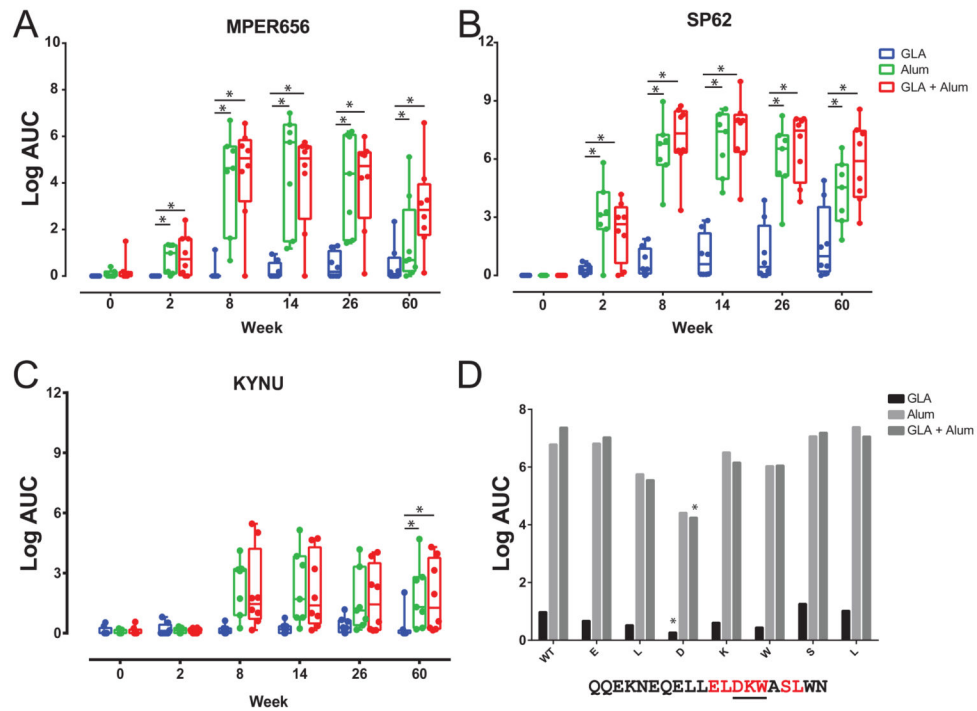 A
MPER656
Log AUC
10
8
6
4
2
0
0 2 8 14 26 60
Week
* * * * * * * * * *
B
SP62
12
9
6
3
0
0 2 8 14 26 60
Week
* * * * * * * * * *
GLA
Alum
GLA + Alum
C
KYNU
Log AUC
12
9
6
3
0
0 2 8 14 26 60
Week
* *
D
Log AUC
8
6
4
2
0
* *
WT E L D K W S L
GLA
Alum
GLA + Alum
QQEKNEQELLELDKWASLWN